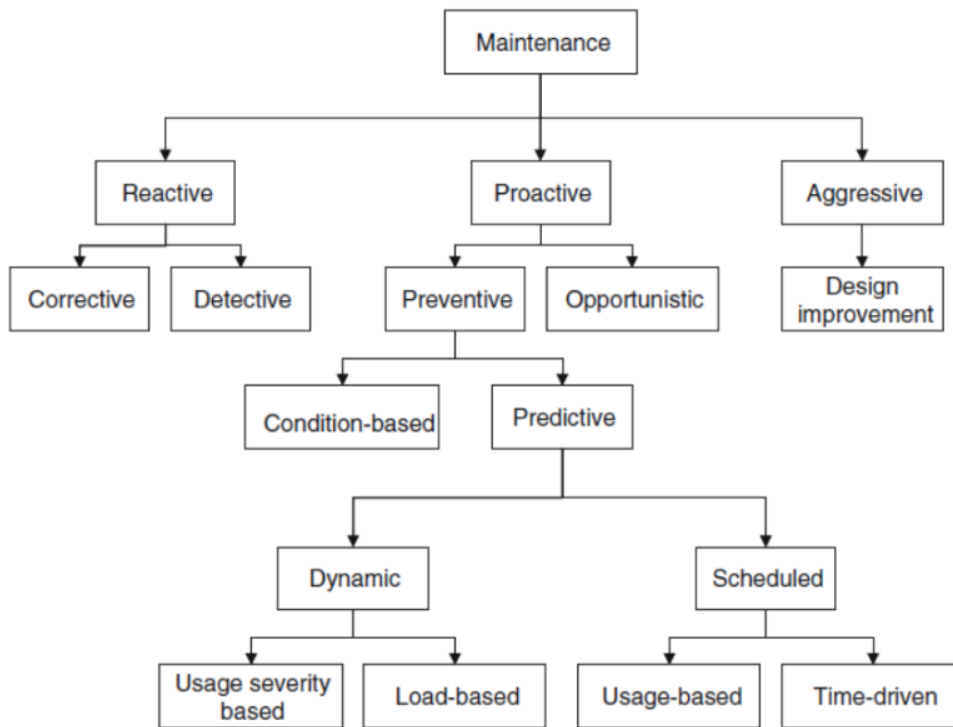 Maintenance
Reactive
Proactive
Aggressive
Corrective
Detective
Preventive
Opportunistic
Design
improvement
Condition-based
Predictive
Dynamic
Scheduled
Usage severity
based
Load-based
Usage-based
Time-driven